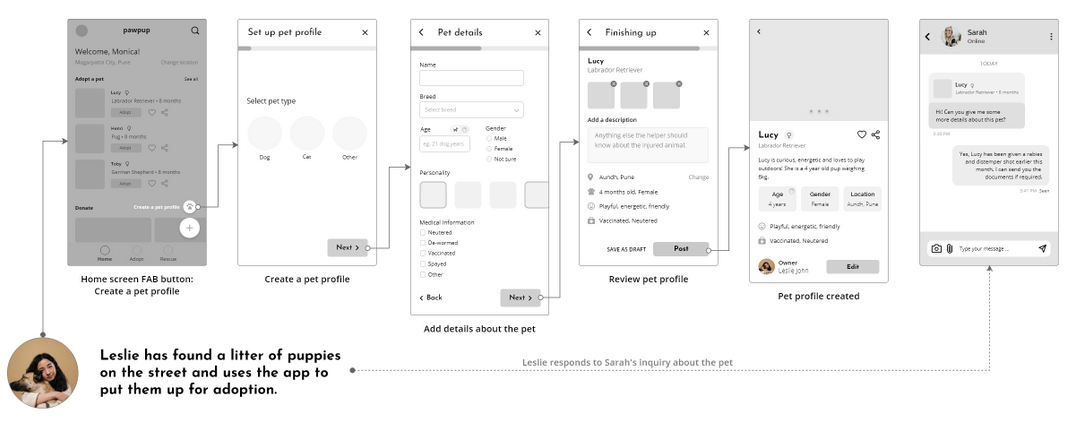 pawpup
Welcome, Monica!
Magarpatta City, Pune
Change location
Adopt a pet
See all
Lucy
Labrador Retriever • 8 months
Adopt
Henri
Pug • 8 months
Adopt
Toby
German Shepherd • 8 months
Adopt
Donate
Create a pet profile
Home
Adopt
Rescue
Home screen FAB button:
Create a pet profile
Set up pet profile
Select pet type
Dog
Cat
Other
Next
Create a pet profile
Pet details
Name
Breed
Select breed
Age
eg. 21 dog years
Gender
Male
Female
Not sure
Personality
Medical Information
Neutered
De-wormed
Vaccinated
Spayed
Other
Back
Next
Add details about the pet
Finishing up
Lucy
Labrador Retriever
Add a description
Anything else the helper should
know about the injured animal.
Aundh, Pune
Change
4 months old, Female
Playful, energetic, friendly
Vaccinated, Neutered
SAVE AS DRAFT
Post
Review pet profile
Lucy
Labrador Retriever
Lucy is curious, energetic and loves to play
outdoors! She is a 4 year old pup weighing
8kg.
Age
4 years
Gender
Female
Location
Aundh, Pune
Playful, energetic, friendly
Vaccinated, Neutered
Owner
Leslie John
Edit
Pet profile created
Sarah
Online
TODAY
Lucy
Labrador Retriever • 8 months
Hi! Can you give me some
more details about this pet?
Yes, Lucy has been given a rabies
and distemper shot earlier this
month. I can send you the
documents if required.
Seen
Type your message ...
Leslie has found a litter of puppies
on the street and uses the app to
put them up for adoption.
Leslie responds to Sarah's inquiry about the pet